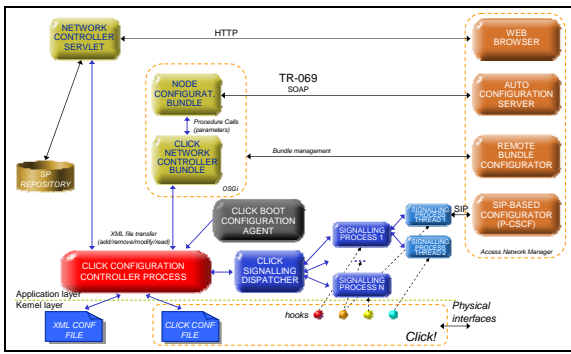 NETWORK
CONTROLLER
SERVLET
HTTP
WEB
BROWSER
NODE
CONFIGURAT.
BUNDLE
TR-069
SOAP
AUTO
CONFIGURATION
SERVER
Procedure Calls
(parameters)
CLICK
NETWORK
CONTROLLER
BUNDLE
Bundle management
REMOTE
BUNDLE
CONFIGURATOR
SP
REPOSITORY
OSGi
CLICK BOOT
CONFIGURATION
AGENT
SIGNALLING
PROCESS
THREAD 1
SIP
SIP-BASED
CONFIGURATOR
(P-CSCF)
XML file transfer
(add/remove/modify/read)
SIGNALLING
PROCESS 1
SIGNALLING
PROCESS
THREAD 2
Access Network Manager
CLICK CONFIGURATION
CONTROLLER PROCESS
CLICK
SIGNALLING
DISPATCHER
...
SIGNALLING
PROCESS N
Application layer
Kernel layer
hooks
Physical
interfaces
XML CONF
FILE
CLICK CONF
FILE
Click!